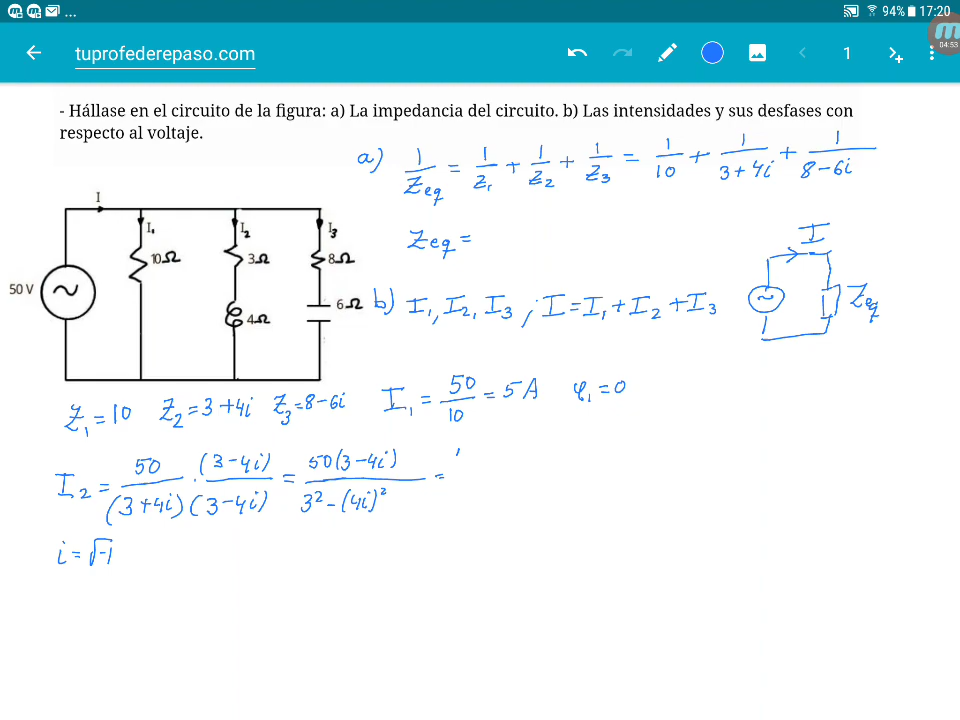 ... 94% 17:20
tuprofederepaso.com 1
04:53
- Hállase en el circuito de la figura: a) La impedancia del circuito. b) Las intensidades y sus desfases con
respecto al voltaje.
a) 1/Zeq = 1/Z₁ + 1/Z₂ + 1/Z₃ = 1/10 + 1/(3+4i) + 1/(8-6i)
Zeq =
I I₁ I₂ I₃
10Ω 3Ω 8Ω
50 V
4Ω 6Ω
I
Zeq
b) I₁, I₂, I₃ ; I = I₁ + I₂ + I₃
Z₁ = 10 Z₂ = 3 + 4i Z₃ = 8-6i I₁ = 50/10 = 5 A φ₁ = 0
I₂ = 50/(3+4i) · (3-4i)/(3-4i) = 50(3-4i)/(3² - (4i)²) =
i = √-1